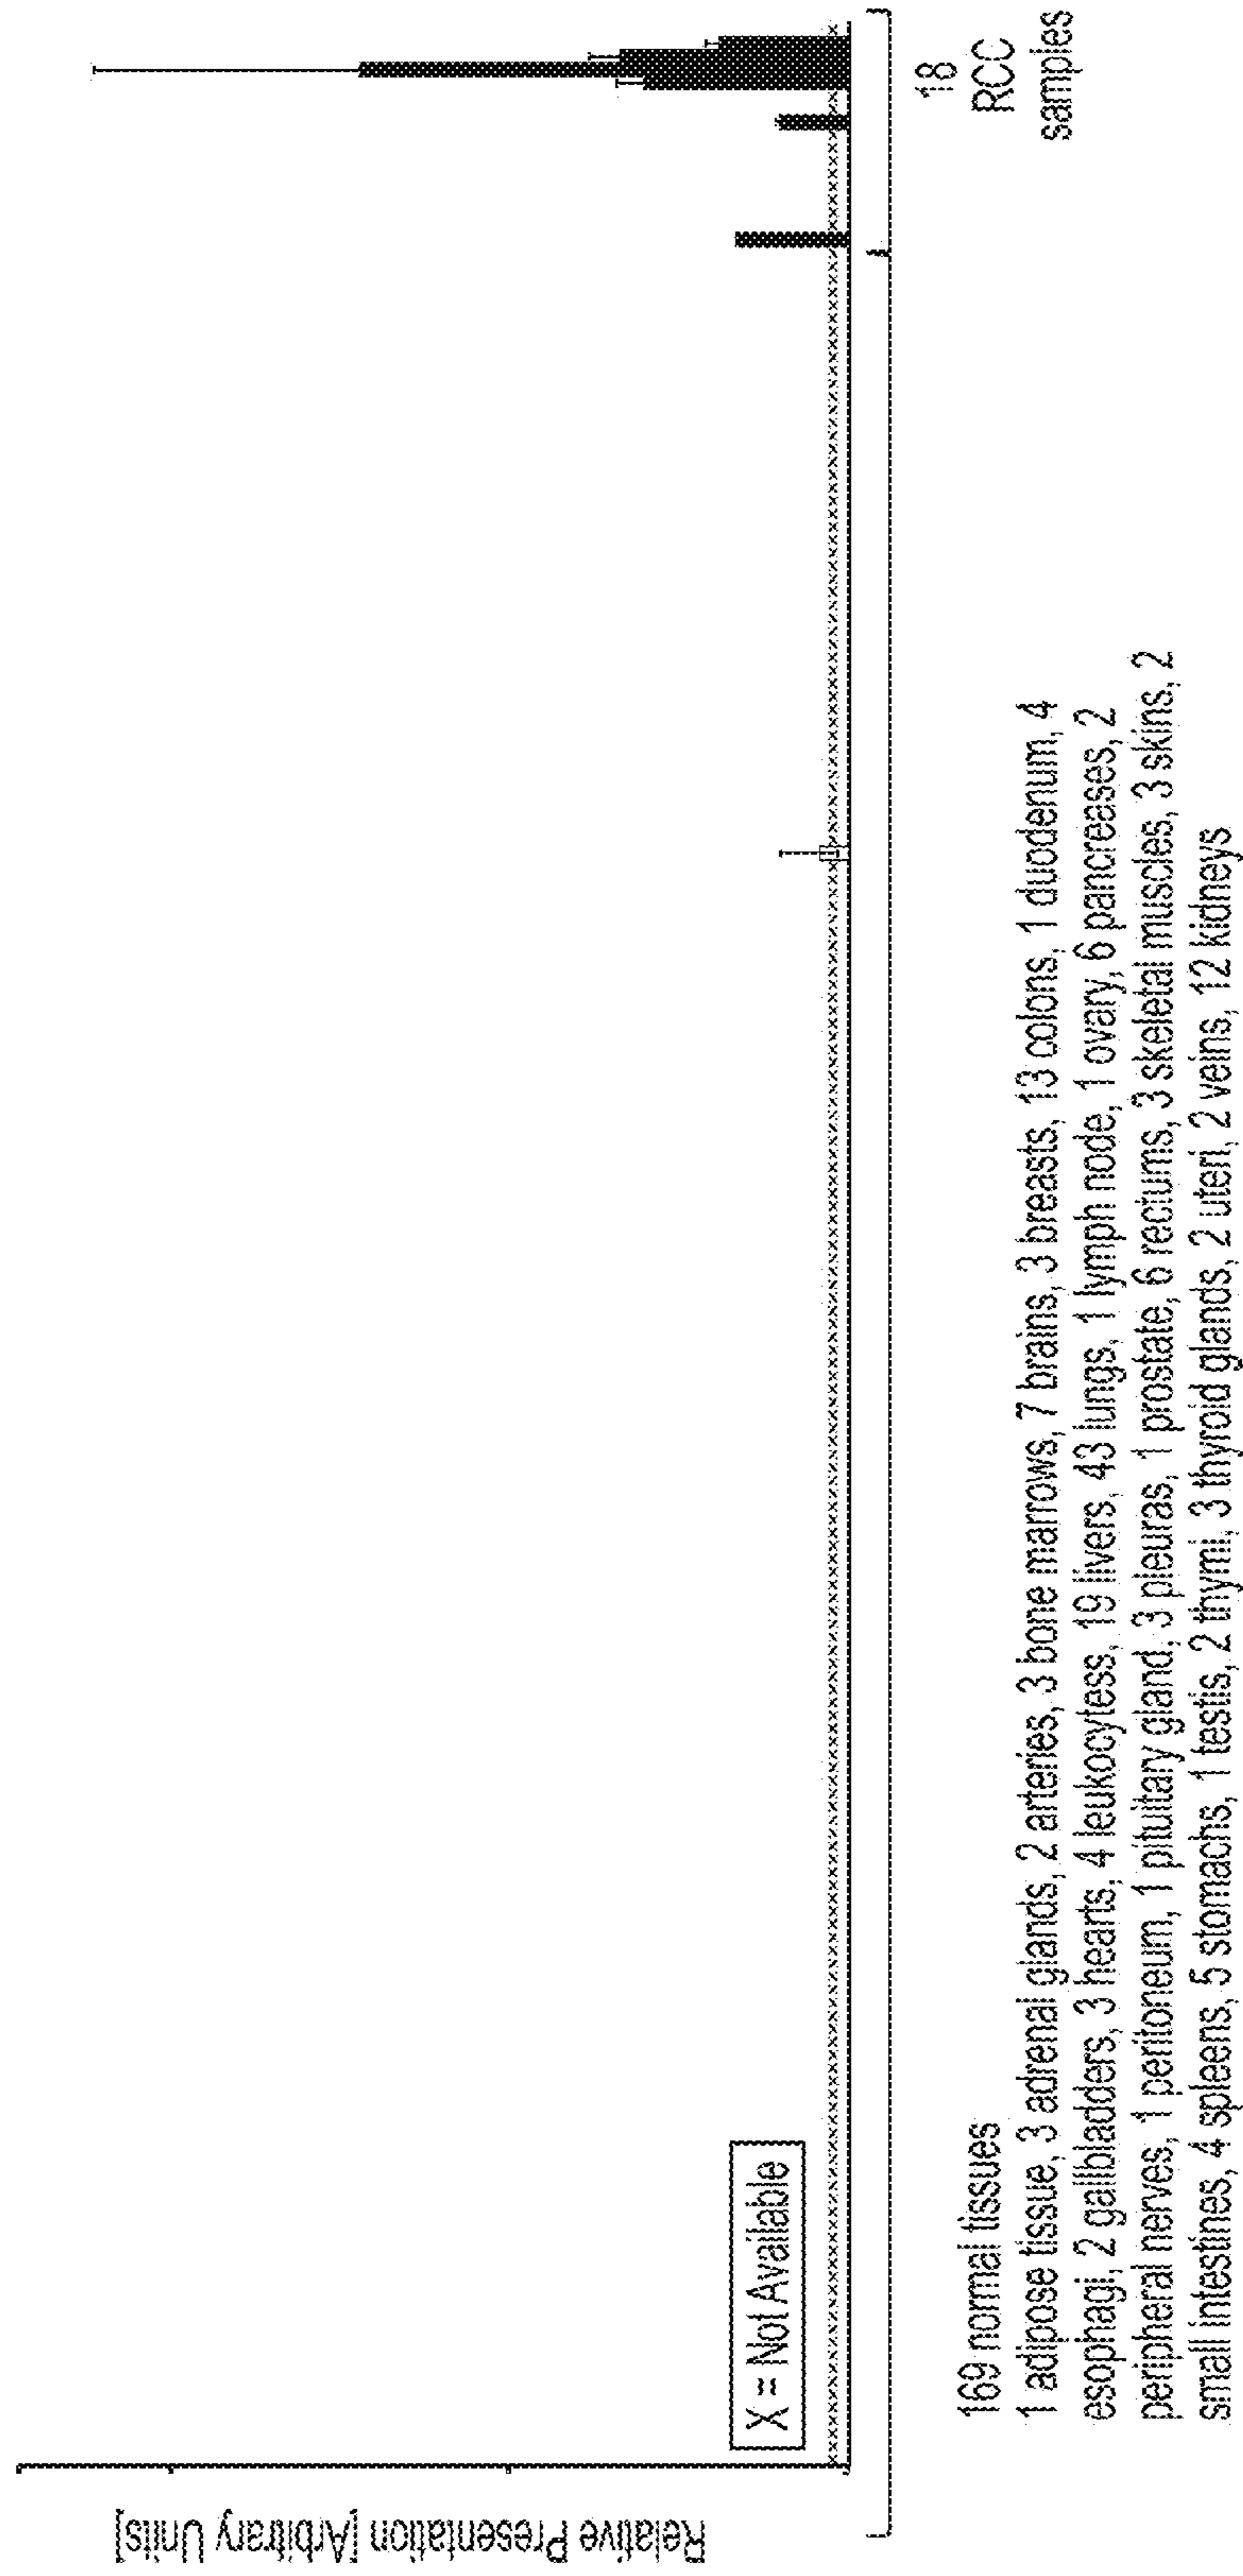 Relative Presentation [Arbitrary Units]
X = Not Available
169 normal tissues
1 adipose tissue, 3 adrenal glands, 2 arteries, 3 bone marrows, 7 brains, 3 breasts, 13 colons, 1 duodenum, 4
esophagi, 2 gallbladders, 3 hearts, 4 leukocytess, 19 livers, 43 lungs, 1 lymph node, 1 ovary, 6 pancreases, 2
peripheral nerves, 1 peritoneum, 1 pituitary gland, 3 pleuras, 1 prostate, 6 rectums, 3 skeletal muscles, 3 skins, 2
small intestines, 4 spleens, 5 stomachs, 1 testis, 2 thymi, 3 thyroid glands, 2 uteri, 2 veins, 12 kidneys
18
RCC
samples